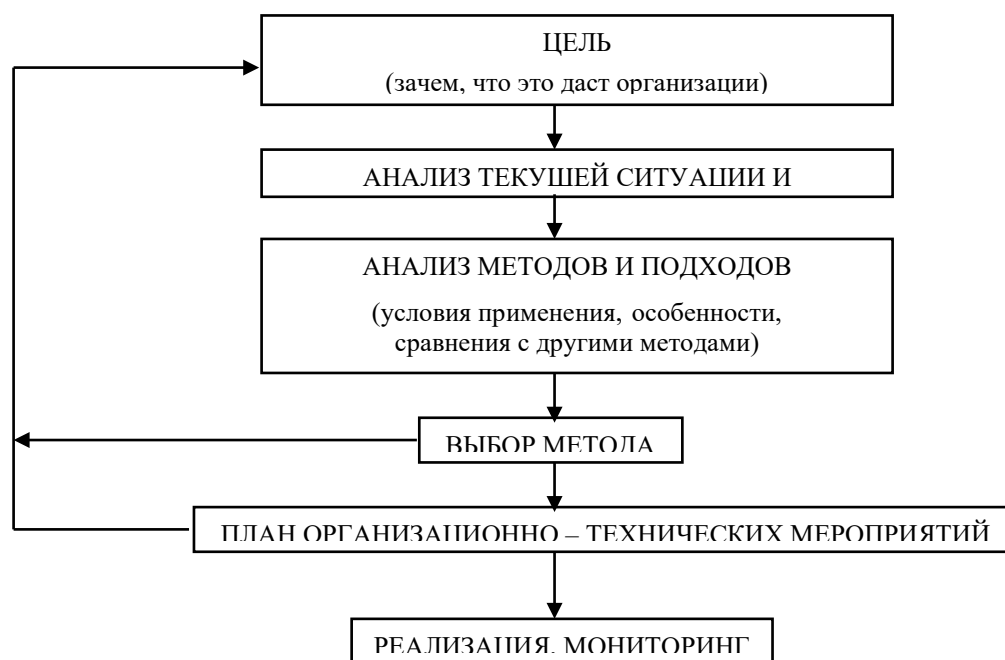 ЦЕЛЬ
(зачем, что это даст организации)
АНАЛИЗ ТЕКУЩЕЙ СИТУАЦИИ И
АНАЛИЗ МЕТОДОВ И ПОДХОДОВ
(условия применения, особенности,
сравнения с другими методами)
ВЫБОР МЕТОДА
ПЛАН ОРГАНИЗАЦИОННО – ТЕХНИЧЕСКИХ МЕРОПРИЯТИЙ
РЕАЛИЗАЦИЯ, МОНИТОРИНГ